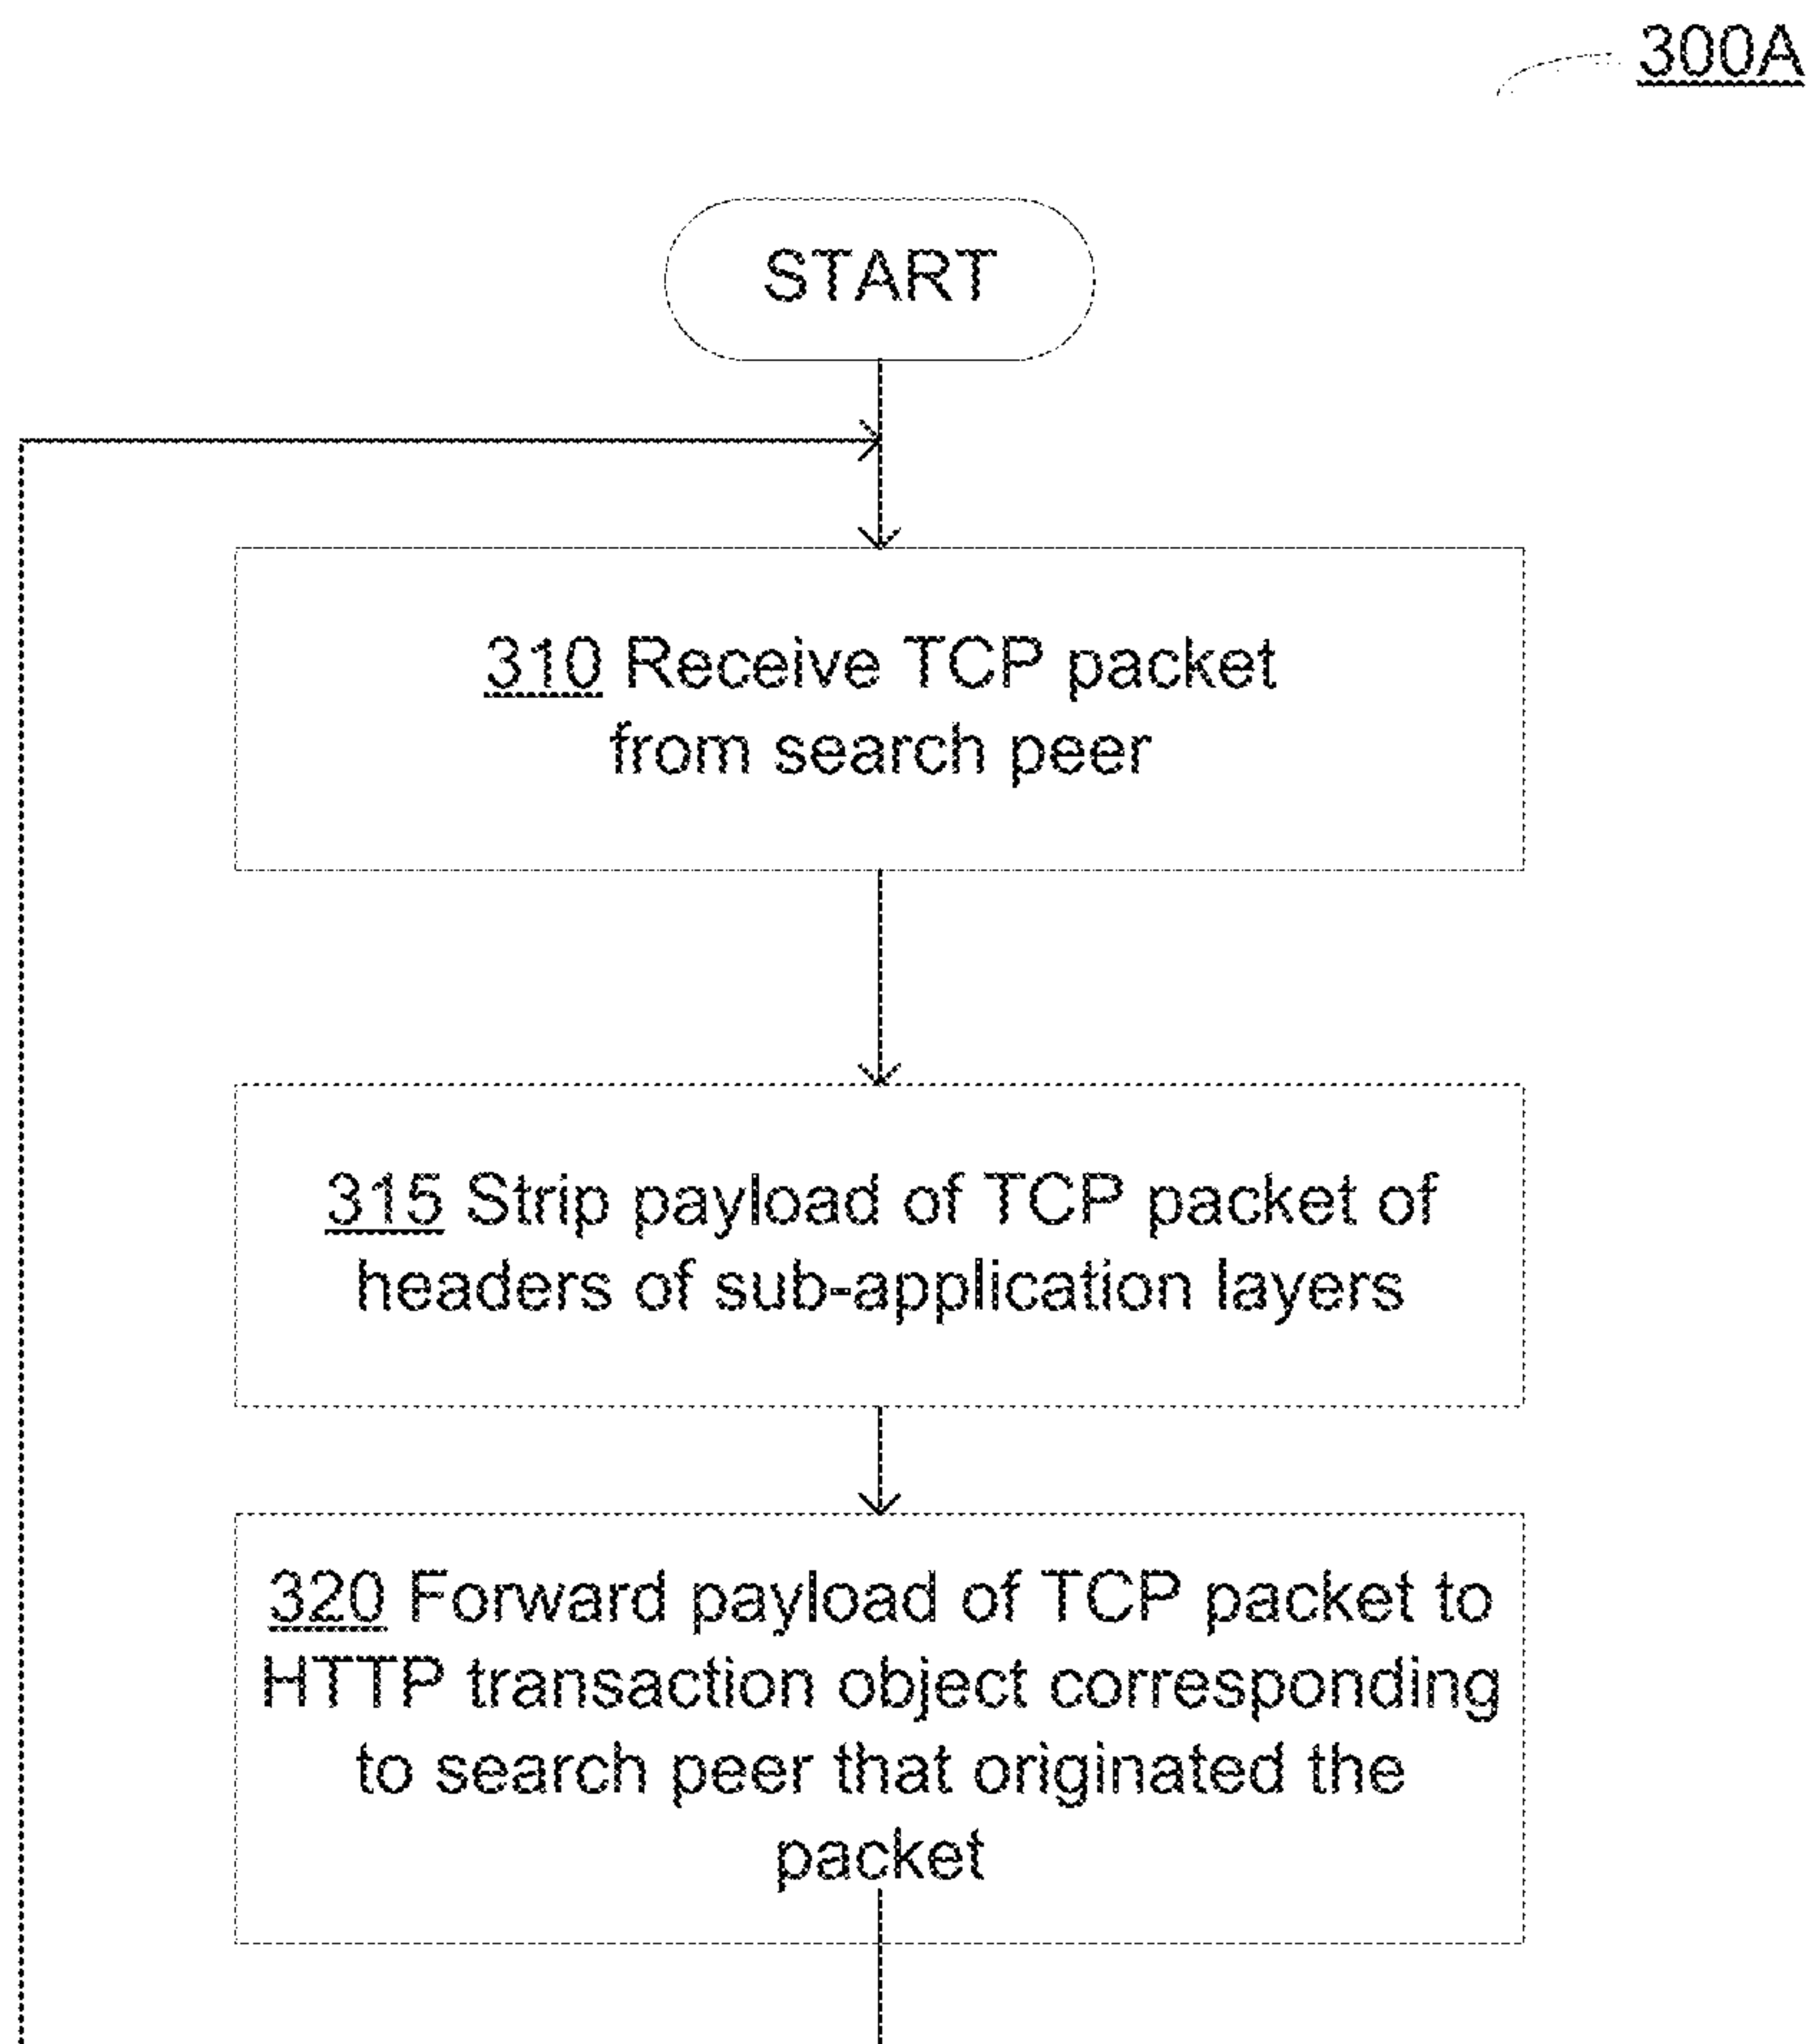 300A
START
310 Receive TCP packet
from search peer
315 Strip payload of TCP packet of
headers of sub-application layers
320 Forward payload of TCP packet to
HTTP transaction object corresponding
to search peer that originated the
packet